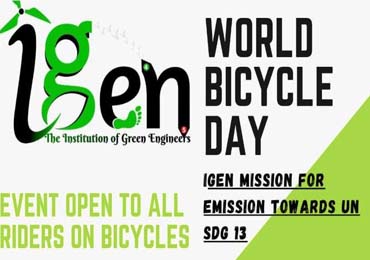 igen
The Institution of Green Engineers
WORLD
BICYCLE
DAY
IGEN MISSION FOR
EMISSION TOWARDS UN
SDG 13
EVENT OPEN TO ALL
RIDERS ON BICYCLES